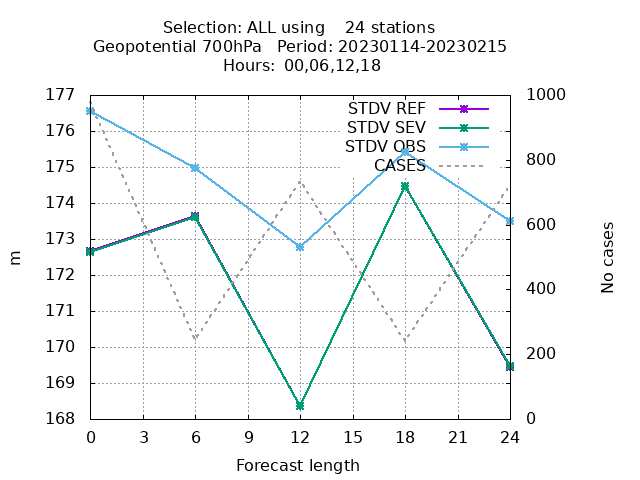 Selection: ALL using    24 stations
Geopotential 700hPa   Period: 20230114-20230215
Hours: 00,06,12,18
177 1000
STDV REF
STDV SEV
176
STDV OBS
800
175 CASES
174
600
173
m No cases
172
400
171
170
200
169
168 0
0 3 6 9 12 15 18 21 24
Forecast length